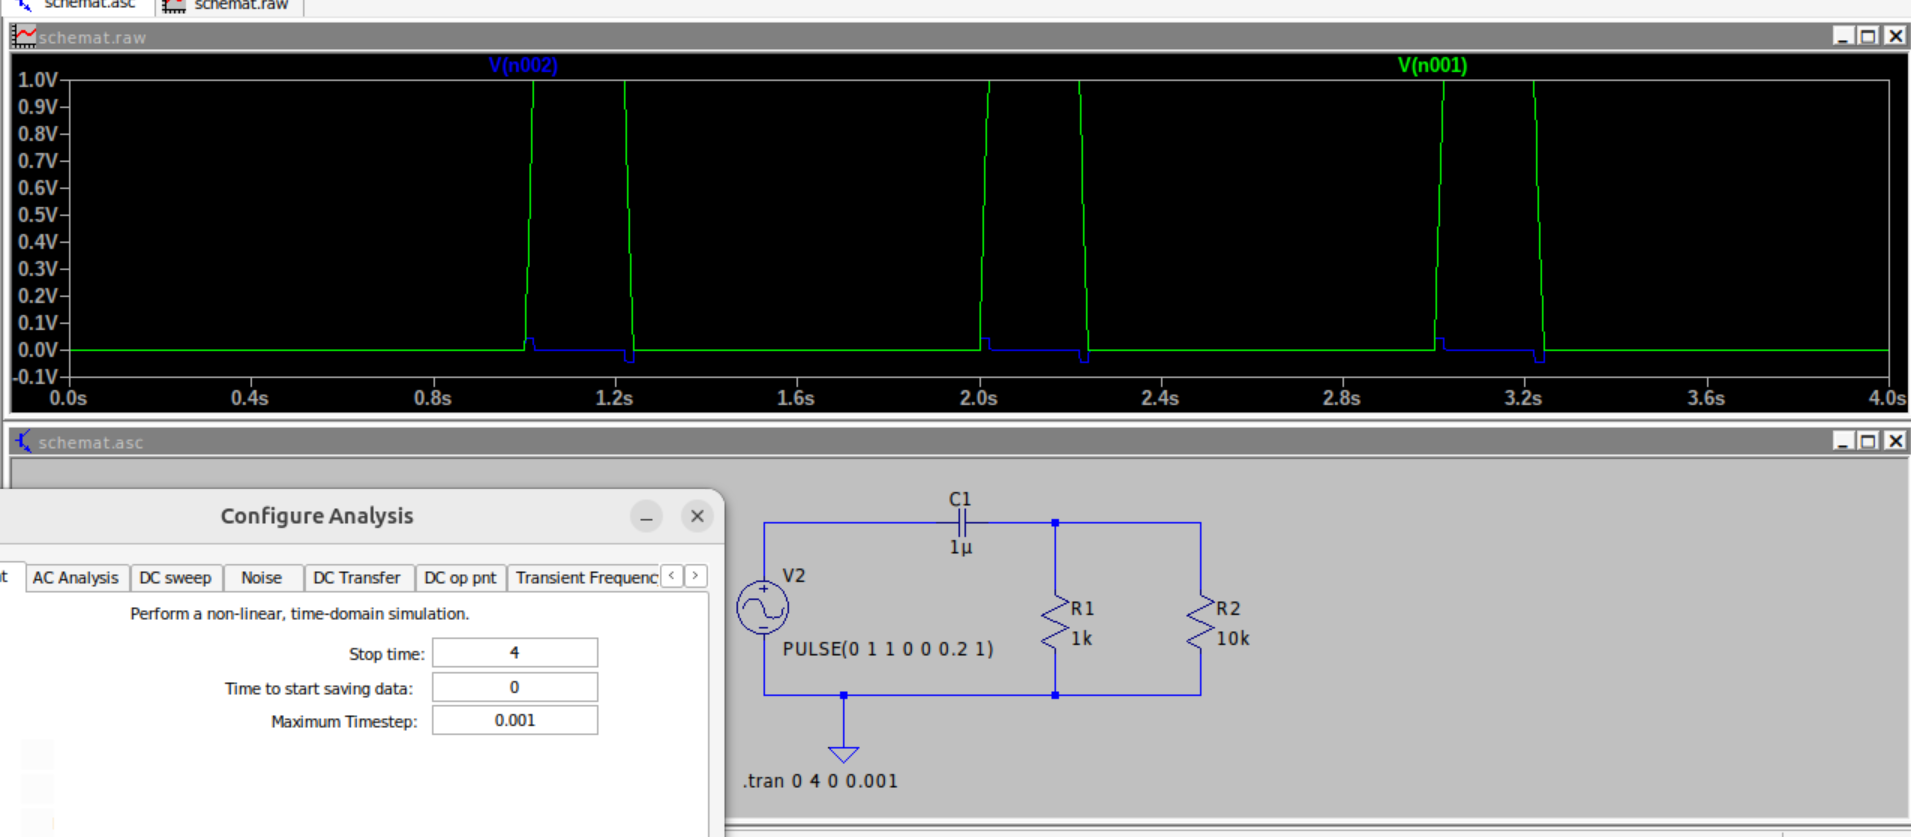 schemat.asc schemat.raw
schemat.raw
V(n002) V(n001)
1.0V
0.9V
0.8V
0.7V
0.6V
0.5V
0.4V
0.3V
0.2V
0.1V
0.0V
-0.1V
0.0s 0.4s 0.8s 1.2s 1.6s 2.0s 2.4s 2.8s 3.2s 3.6s 4.0s
schemat.asc
Configure Analysis
AC Analysis DC sweep Noise DC Transfer DC op pnt Transient Frequenc
Perform a non-linear, time-domain simulation.
Stop time: 4
Time to start saving data: 0
Maximum Timestep: 0.001
C1
1µ
V2
PULSE(0 1 1 0 0 0.2 1)
R1
1k
R2
10k
.tran 0 4 0 0.001